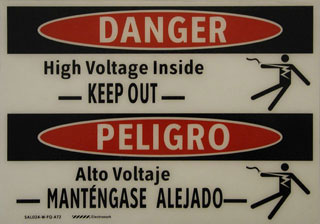 DANGER
High Voltage Inside
— KEEP OUT —
PELIGRO
Alto Voltaje
— MANTÉNGASE ALEJADO —